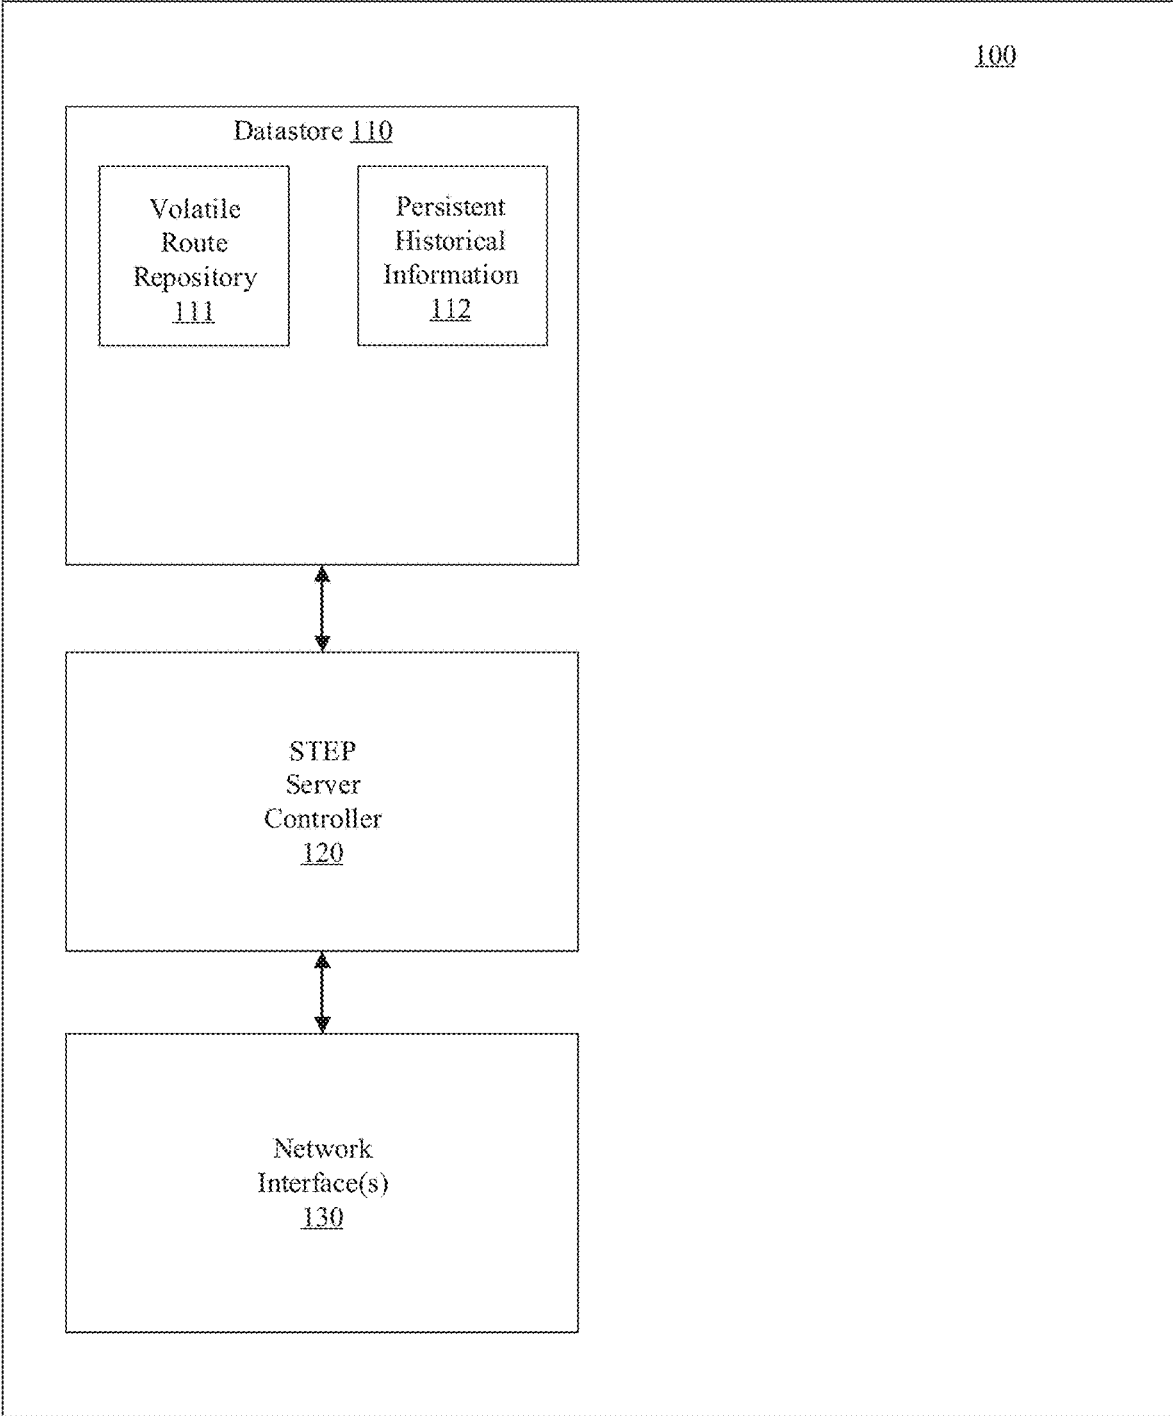 100
Datastore 110
Volatile
Route
Repository
111
Persistent
Historical
Information
112
STEP
Server
Controller
120
Network
Interface(s)
130